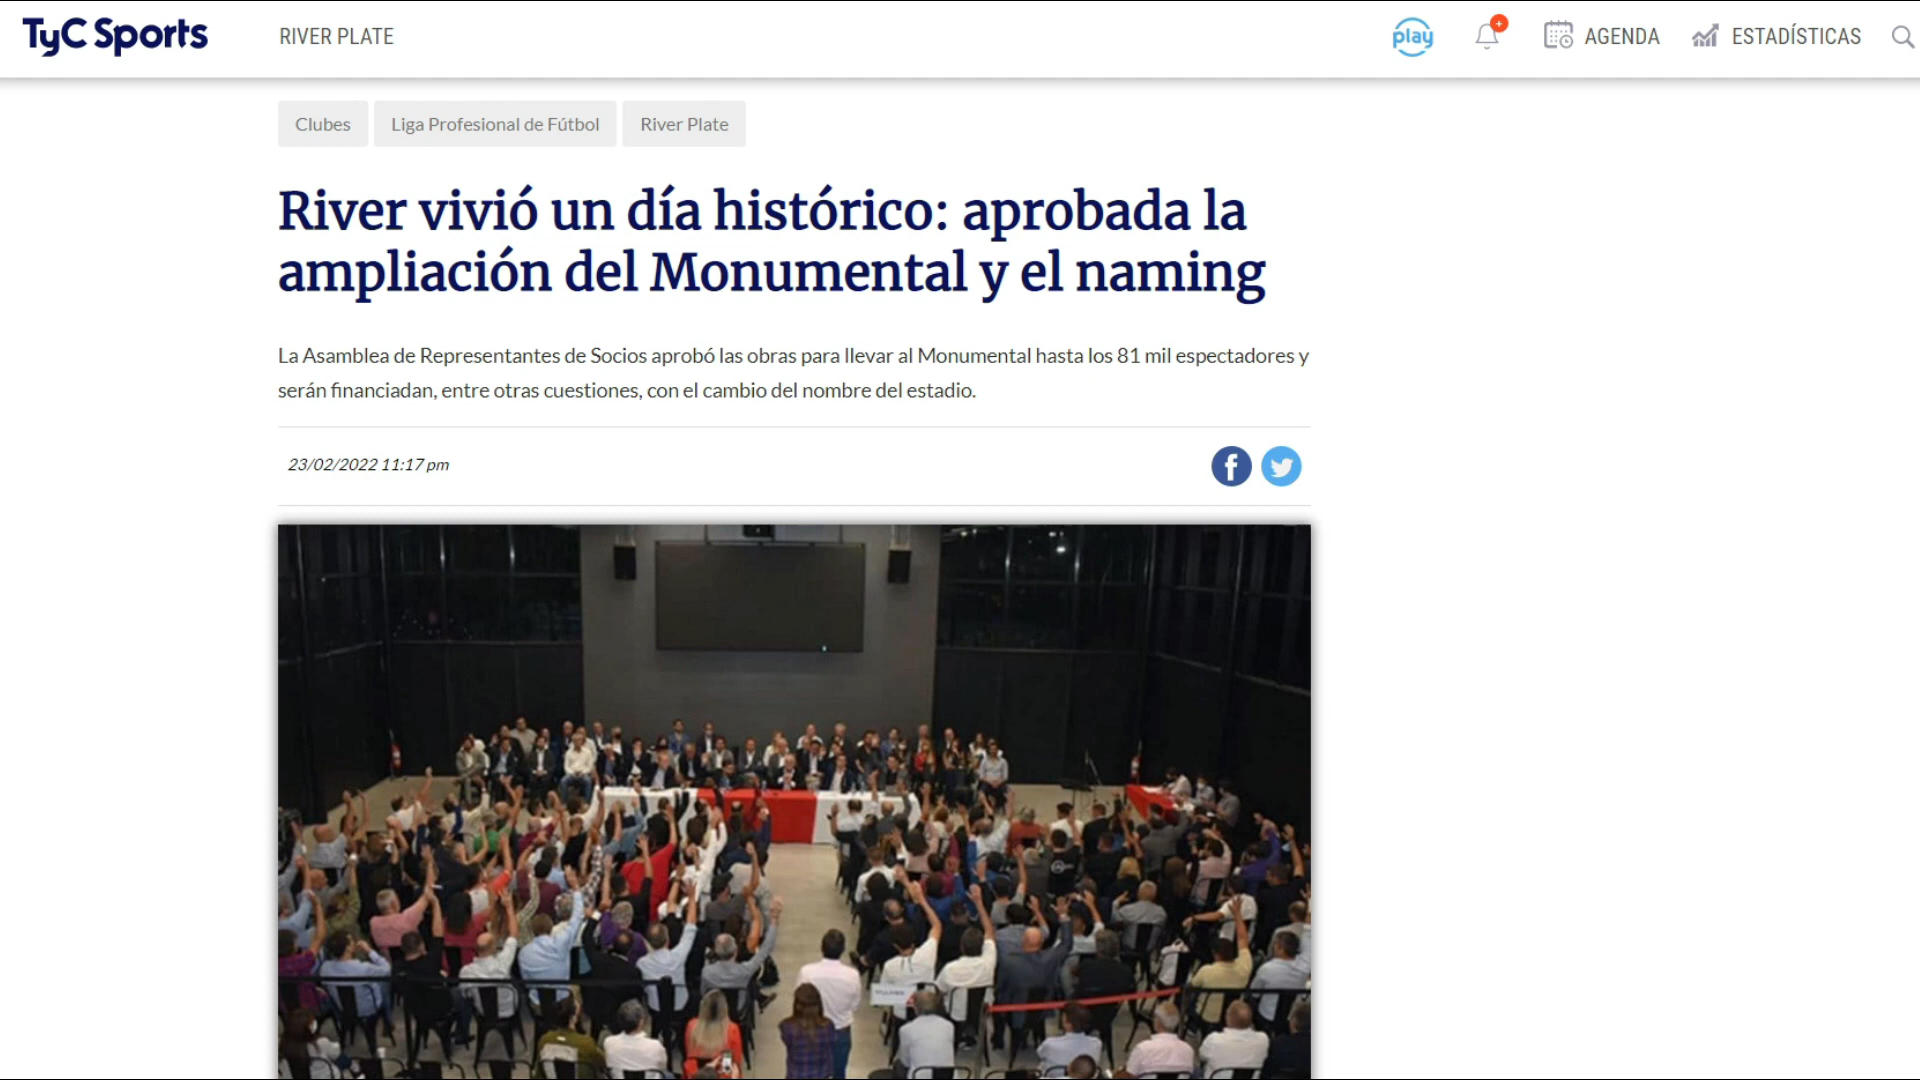 TyC Sports
RIVER PLATE
play
+
AGENDA
ESTADÍSTICAS
Clubes
Liga Profesional de Fútbol
River Plate
River vivió un día histórico: aprobada la
ampliación del Monumental y el naming
La Asamblea de Representantes de Socios aprobó las obras para llevar al Monumental hasta los 81 mil espectadores y
serán financiadan, entre otras cuestiones, con el cambio del nombre del estadio.
23/02/2022 11:17 pm